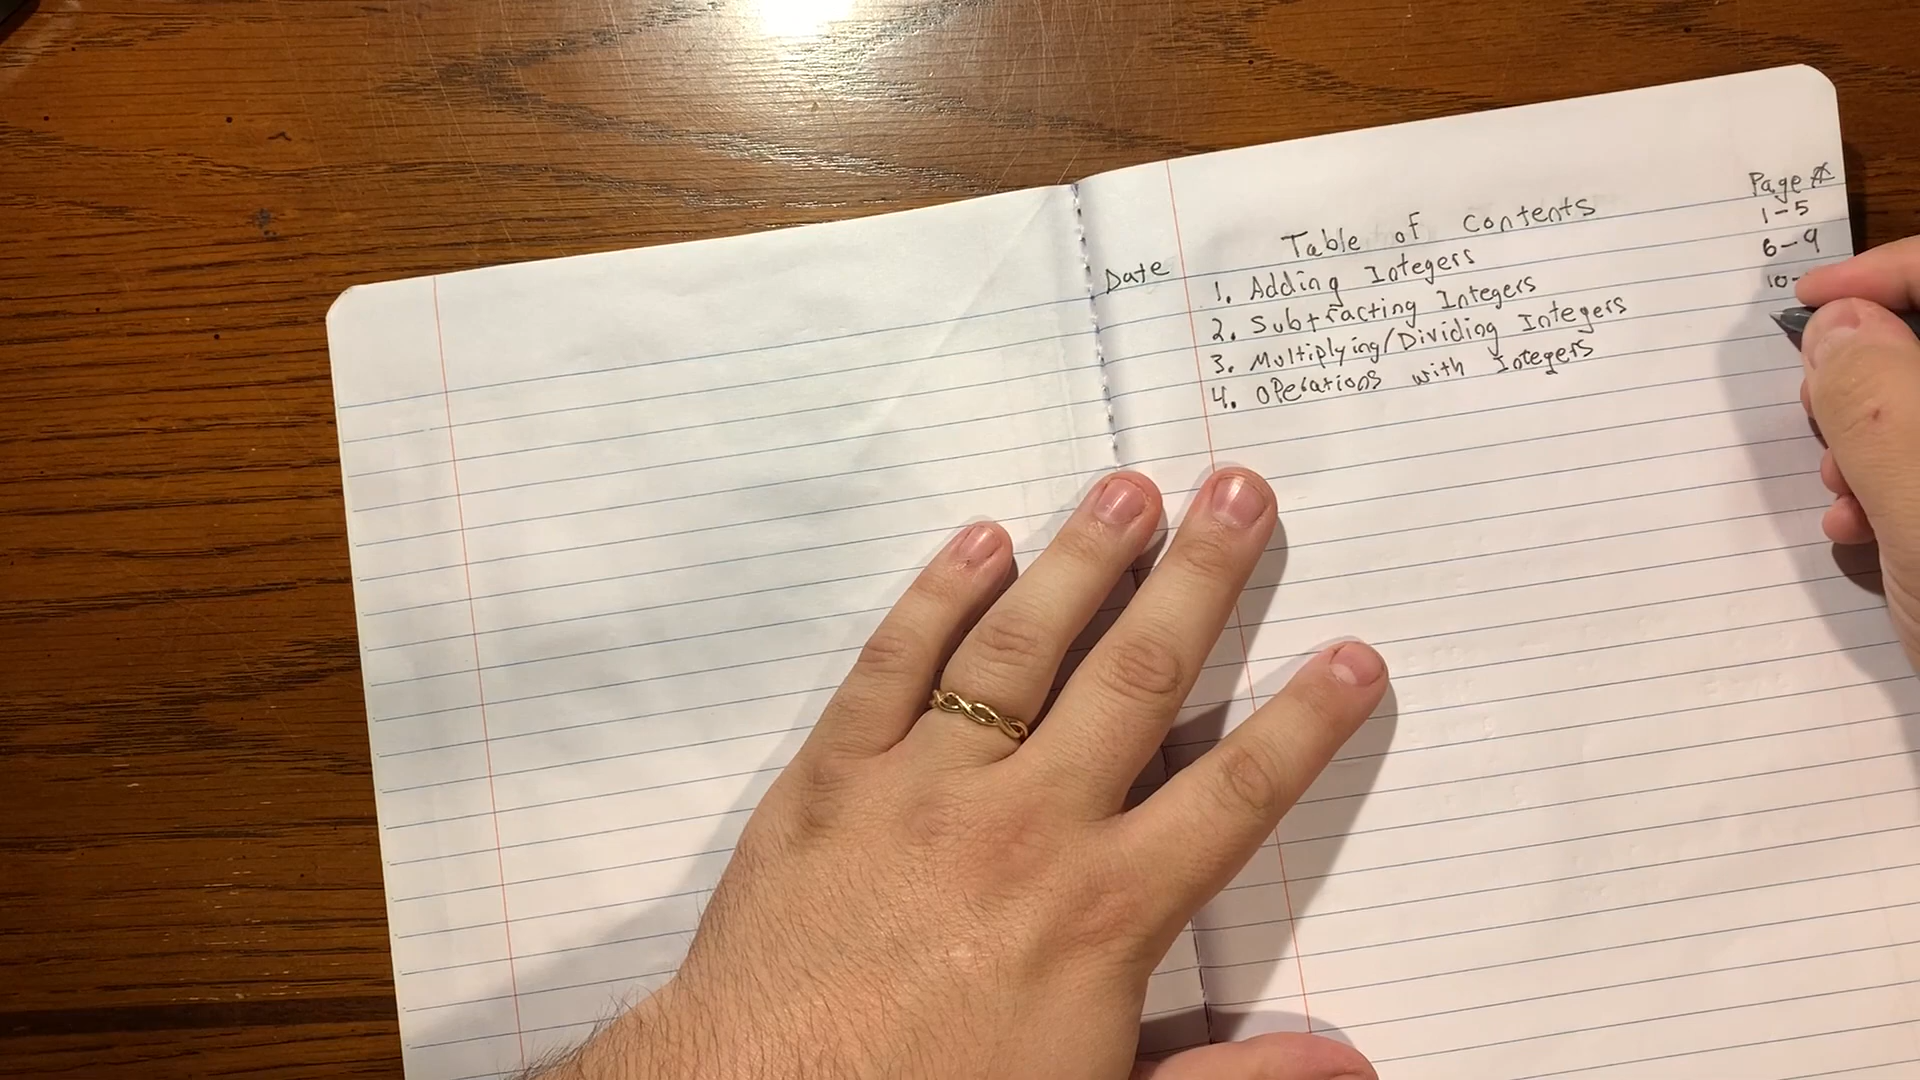 Page #
Table of Contents
1-5
Date
1. Adding Integers
6-9
2. Subtracting Integers
10-
3. Multiplying/Dividing Integers
4. Operations with Integers